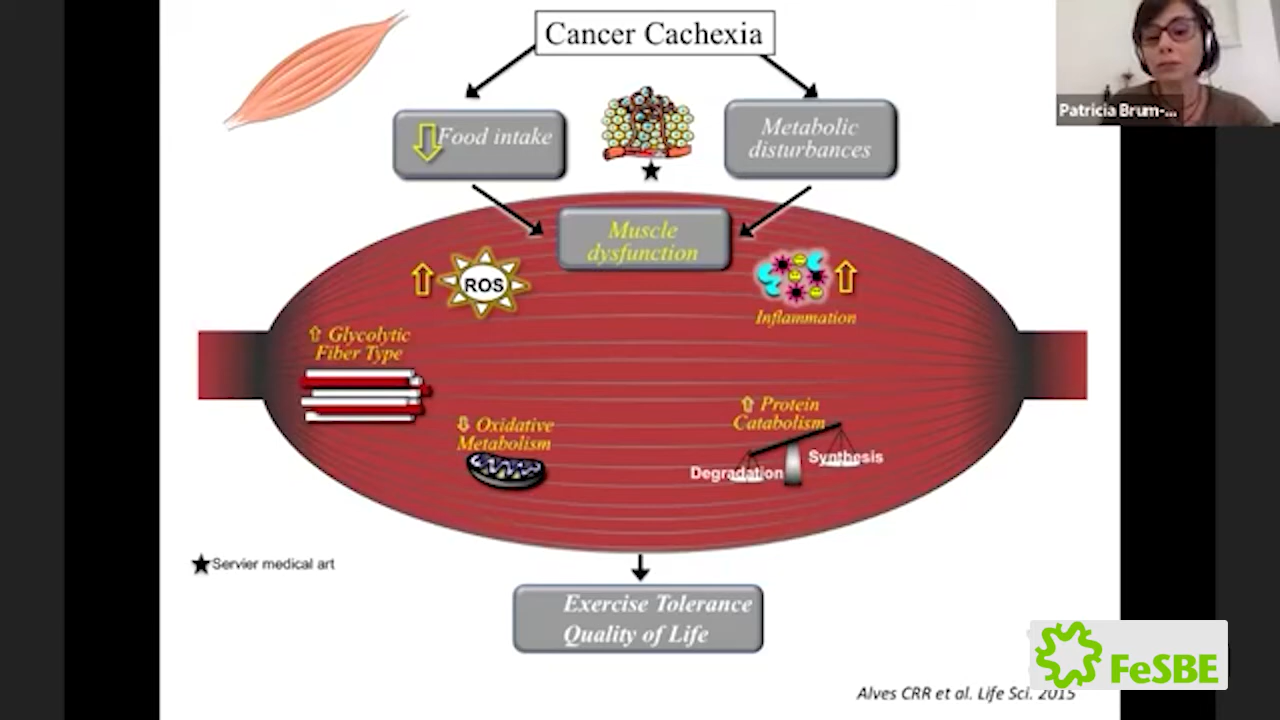 Cancer Cachexia
Patricia Brum-...
Food intake
Metabolic
disturbances
Muscle
dysfunction
ROS
Inflammation
Glycolytic
Fiber Type
Protein
Catabolism
Oxidative
Metabolism
Synthesis
Degradation
Servier medical art
Exercise Tolerance
Quality of Life
FeSBE
Alves CRR et al. Life Sci. 2015